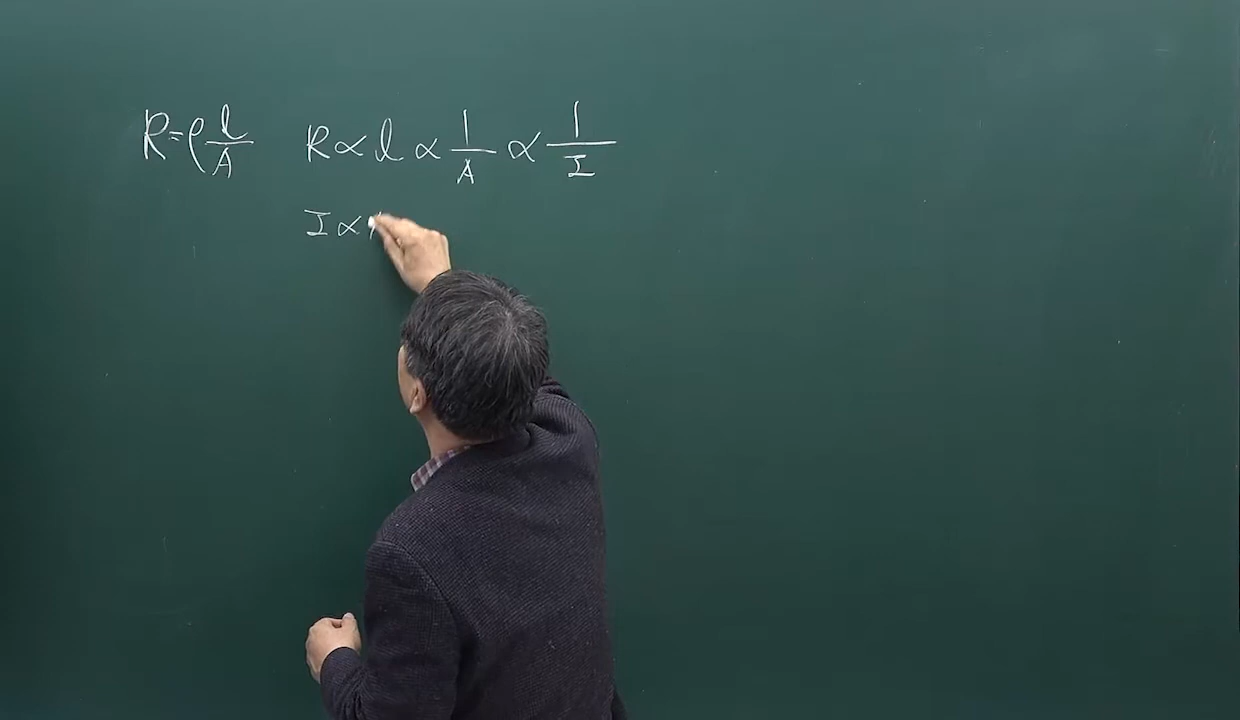 R=ρ l/A R ∝ l ∝ 1/A ∝ 1/I
I ∝